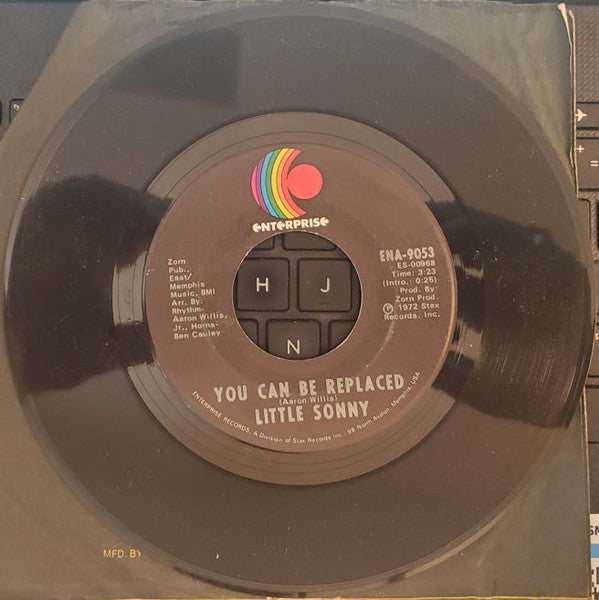 ENTERPRISE
Zorn
Pub.,
East/
Memphis
Music, BMI
Arr. By:
Rhythm-
Aaron Willis,
Jr., Horns-
Ben Cauley
ENA-9053
ES-00968
Time: 3:23
(Intro.: 0:25)
Prod. By:
Zorn Prod.
℗ 1972 Stax
Records, Inc.
H J
N
YOU CAN BE REPLACED
(Aaron Willis)
LITTLE SONNY
ENTERPRISE RECORDS, A Division of Stax Records Inc., 98 North Avalon, Memphis, USA
MFD. BY